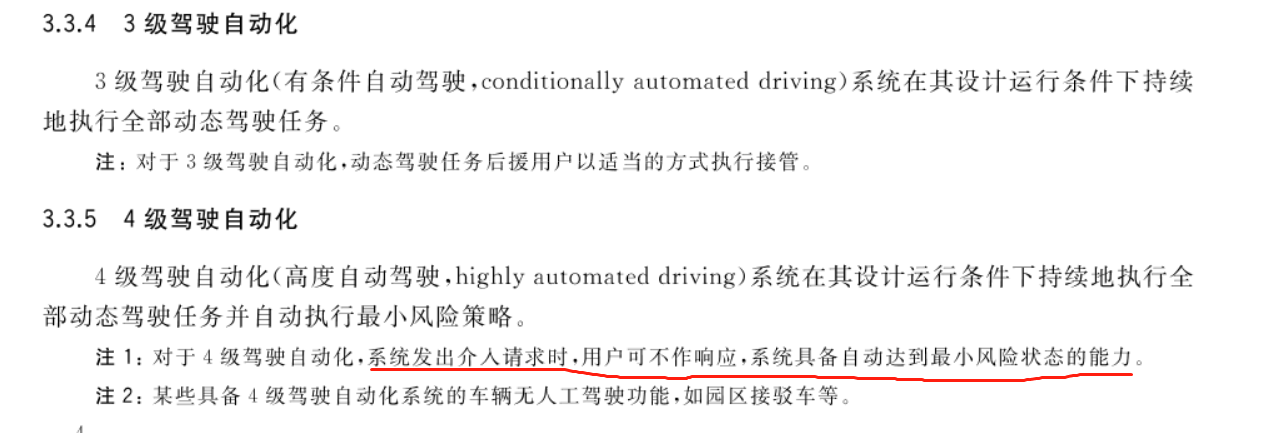 3.3.4 3 级驾驶自动化
3 级驾驶自动化(有条件自动驾驶,conditionally automated driving)系统在其设计运行条件下持续
地执行全部动态驾驶任务。
注:对于 3 级驾驶自动化,动态驾驶任务后援用户以适当的方式执行接管。
3.3.5 4 级驾驶自动化
4 级驾驶自动化(高度自动驾驶,highly automated driving)系统在其设计运行条件下持续地执行全
部动态驾驶任务并自动执行最小风险策略。
注 1:对于 4 级驾驶自动化,系统发出介入请求时,用户可不作响应,系统具备自动达到最小风险状态的能力。
注 2:某些具备 4 级驾驶自动化系统的车辆无人工驾驶功能,如园区接驳车等。